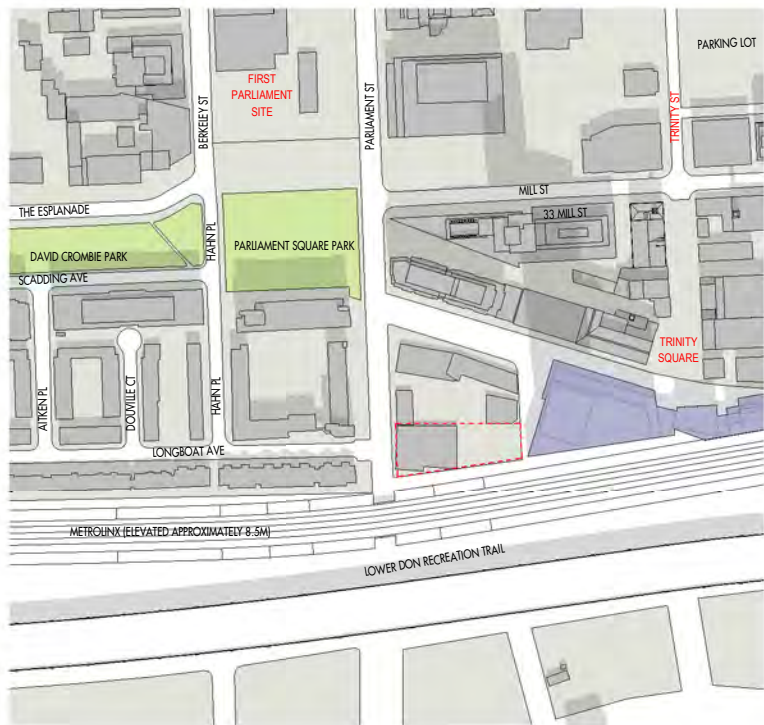 PARKING LOT
FIRST
PARLIAMENT
SITE
BERKELEY ST
PARLIAMENT ST
TRINITY ST
MILL ST
THE ESPLANADE
33 MILL ST
HAHN PL
PARLIAMENT SQUARE PARK
DAVID CROMBIE PARK
SCADDING AVE
TRINITY
SQUARE
AITKEN PL
DOUVILLE CT
HAHN PL
LONGBOAT AVE
METROLINX (ELEVATED APPROXIMATELY 8.5M)
LOWER DON RECREATION TRAIL